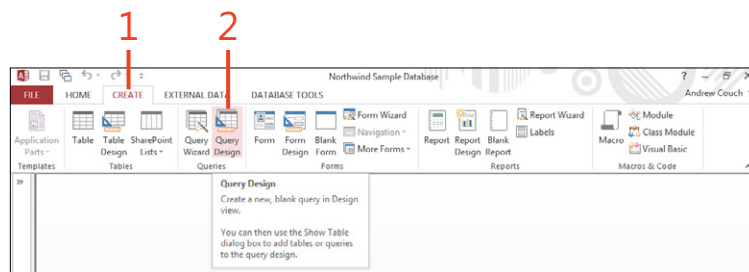 1 2
Northwind Sample Database
?
FILE HOME CREATE EXTERNAL DATA DATABASE TOOLS Andrew Couch
Application Parts
Table
Table Design
SharePoint Lists
Query Wizard
Query Design
Form
Form Design
Blank Form
Form Wizard
Navigation
More Forms
Report
Report Design
Blank Report
Report Wizard
Labels
Macro
Module
Class Module
Visual Basic
Templates Tables Queries Forms Reports Macros & Code
Query Design
Create a new, blank query in Design
view.
You can then use the Show Table
dialog box to add tables or queries
to the query design.